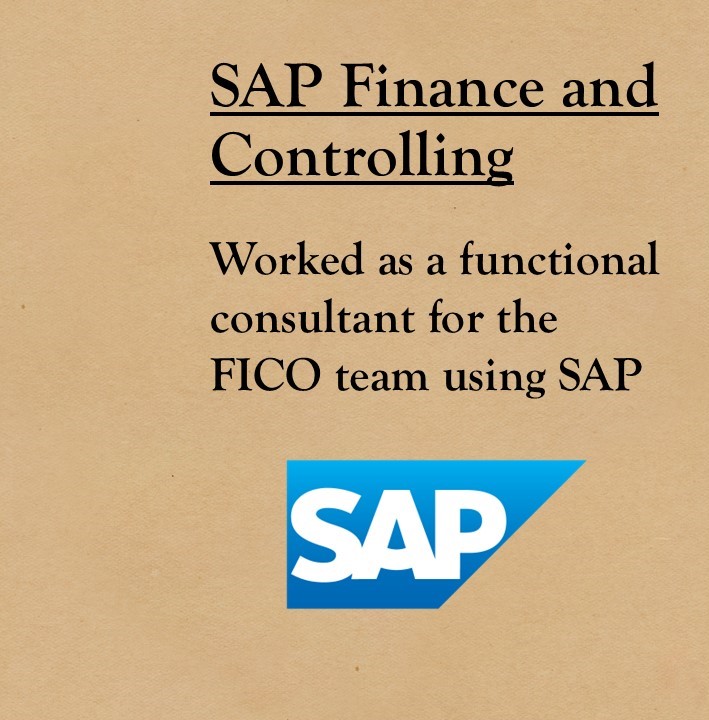 SAP Finance and
Controlling
Worked as a functional
consultant for the
FICO team using SAP
SAP